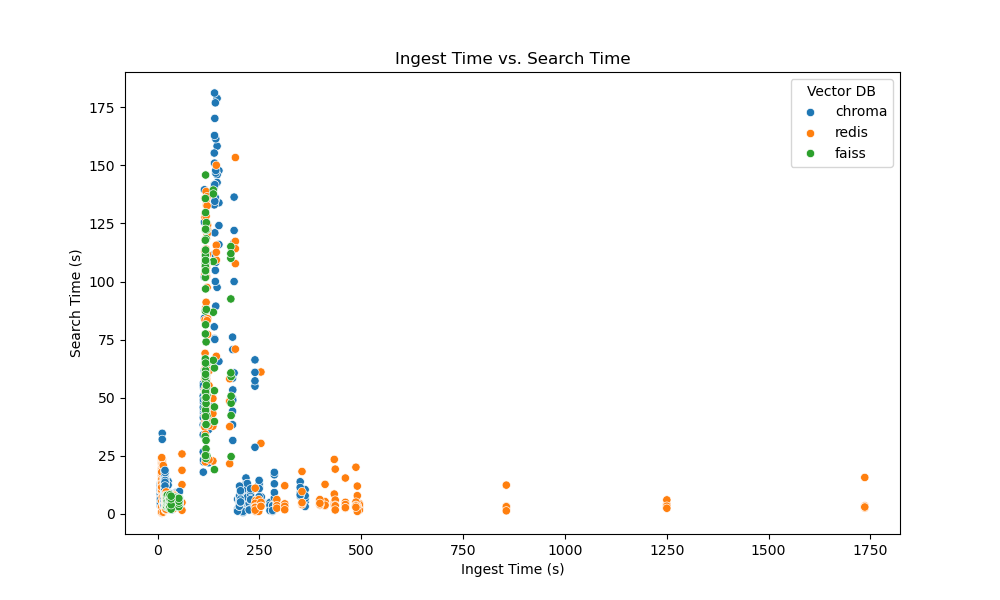 Ingest Time vs. Search Time
Vector DB
chroma
redis
faiss
Search Time (s)
175
150
125
100
75
50
25
0
0 250 500 750 1000 1250 1500 1750
Ingest Time (s)